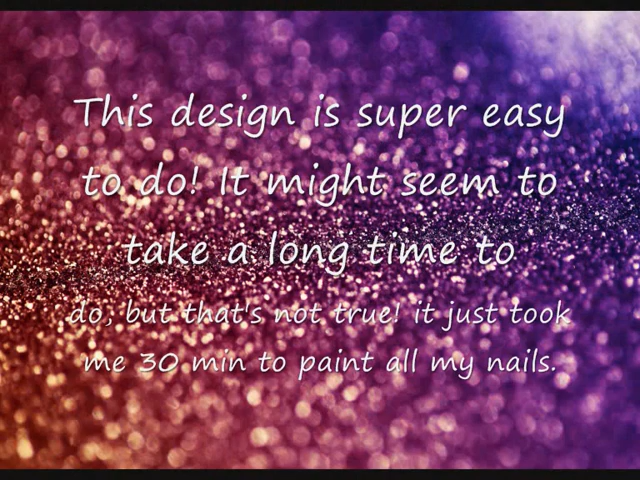 This design is super easy
to do! It might seem to
take a long time to
do, but that's not true! it just took
me 30 min to paint all my nails.